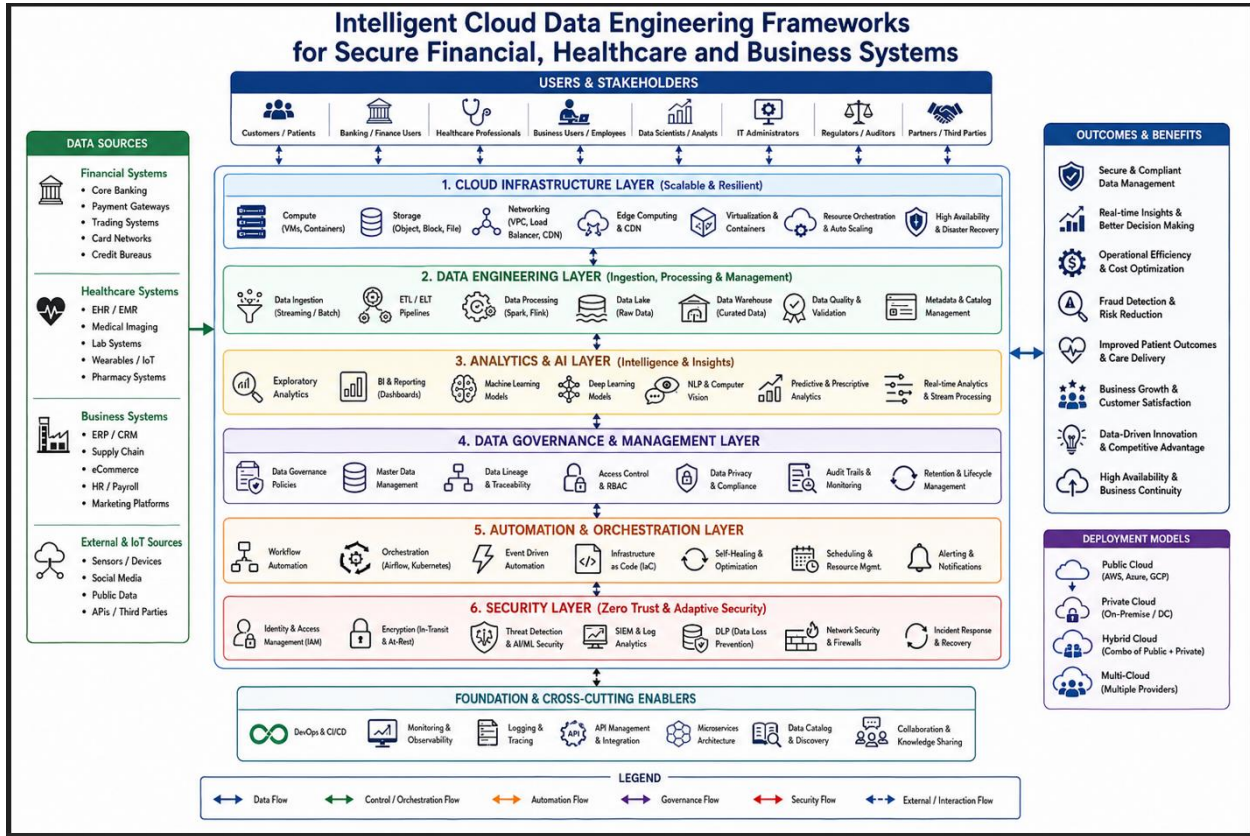 Intelligent Cloud Data Engineering Frameworks
for Secure Financial, Healthcare and Business Systems
USERS & STAKEHOLDERS
Customers / Patients
Banking / Finance Users
Healthcare Professionals
Business Users / Employees
Data Scientists / Analysts
IT Administrators
Regulators / Auditors
Partners / Third Parties
DATA SOURCES
Financial Systems
• Core Banking
• Payment Gateways
• Trading Systems
• Card Networks
• Credit Bureaus
Healthcare Systems
• EHR / EMR
• Medical Imaging
• Lab Systems
• Wearables / IoT
• Pharmacy Systems
Business Systems
• ERP / CRM
• Supply Chain
• eCommerce
• HR / Payroll
• Marketing Platforms
External & IoT Sources
• Sensors / Devices
• Social Media
• Public Data
• APIs / Third Parties
1. CLOUD INFRASTRUCTURE LAYER (Scalable & Resilient)
Compute
(VMs, Containers)
Storage
(Object, Block, File)
Networking
(VPC, Load
Balancer, CDN)
Edge Computing
& CDN
Virtualization &
Containers
Resource Orchestration
& Auto Scaling
High Availability
& Disaster Recovery
2. DATA ENGINEERING LAYER (Ingestion, Processing & Management)
Data Ingestion
(Streaming / Batch)
ETL / ELT
Pipelines
Data Processing
(Spark, Flink)
Data Lake
(Raw Data)
Data Warehouse
(Curated Data)
Data Quality &
Validation
Metadata & Catalog
Management
3. ANALYTICS & AI LAYER (Intelligence & Insights)
Exploratory
Analytics
BI & Reporting
(Dashboards)
Machine Learning
Models
Deep Learning
Models
NLP & Computer
Vision
Predictive & Prescriptive
Analytics
Real-time Analytics
& Stream Processing
4. DATA GOVERNANCE & MANAGEMENT LAYER
Data Governance
Policies
Master Data
Management
Data Lineage
& Traceability
Access Control
& RBAC
Data Privacy
& Compliance
Audit Trails &
Monitoring
Retention & Lifecycle
Management
5. AUTOMATION & ORCHESTRATION LAYER
Workflow
Automation
Orchestration
(Airflow, Kubernetes)
Event Driven
Automation
</>
Infrastructure
as Code (IaC)
Self-Healing &
Optimization
Scheduling &
Resource Mgmt.
Alerting &
Notifications
6. SECURITY LAYER (Zero Trust & Adaptive Security)
Identity & Access
Management (IAM)
Encryption (In-Transit
& At-Rest)
Threat Detection
& AI/ML Security
SIEM & Log
Analytics
DLP (Data Loss
Prevention)
Network Security
& Firewalls
Incident Response
& Recovery
FOUNDATION & CROSS-CUTTING ENABLERS
DevOps & CI/CD
Monitoring &
Observability
Logging &
Tracing
API
API Management
& Integration
Microservices
Architecture
Data Catalog
& Discovery
Collaboration &
Knowledge Sharing
OUTCOMES & BENEFITS
Secure & Compliant
Data Management
Real-time Insights &
Better Decision Making
$
Operational Efficiency
& Cost Optimization
Fraud Detection &
Risk Reduction
Improved Patient Outcomes
& Care Delivery
Business Growth &
Customer Satisfaction
Data-Driven Innovation
& Competitive Advantage
High Availability &
Business Continuity
DEPLOYMENT MODELS
Public Cloud
(AWS, Azure, GCP)
Private Cloud
(On-Premise / DC)
Hybrid Cloud
(Combo of Public + Private)
Multi-Cloud
(Multiple Providers)
LEGEND
Data Flow
Control / Orchestration Flow
Automation Flow
Governance Flow
Security Flow
External / Interaction Flow